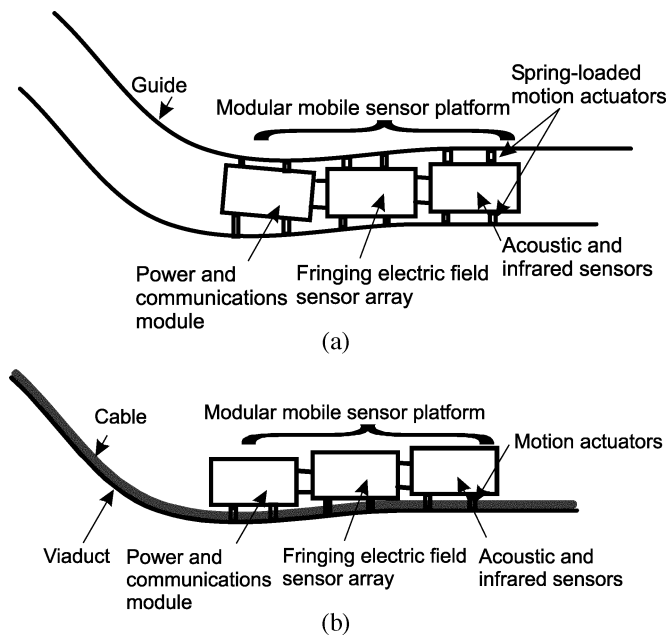 Guide
Modular mobile sensor platform
Spring-loaded
motion actuators
Power and
communications
module
Fringing electric field
sensor array
Acoustic and
infrared sensors
(a)
Cable
Modular mobile sensor platform
Motion actuators
Viaduct
Power and
communications
module
Fringing electric field
sensor array
Acoustic and
infrared sensors
(b)